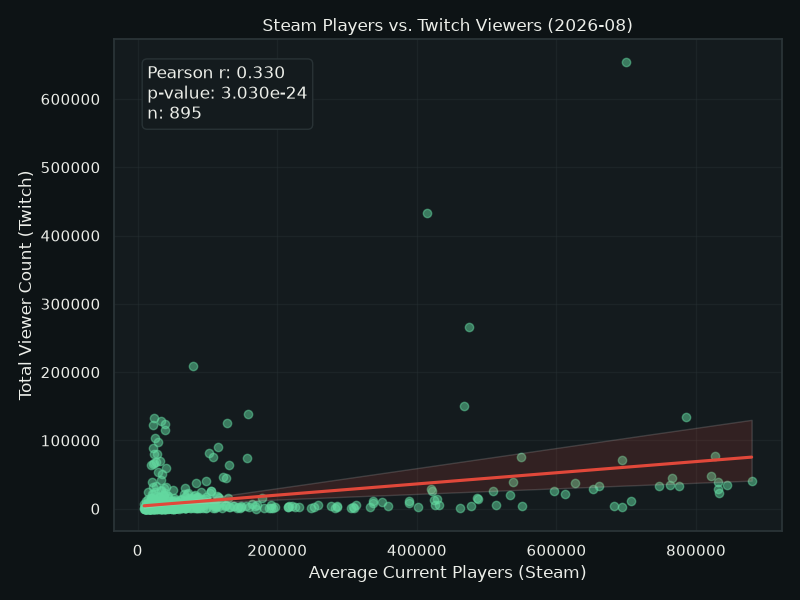 Steam Players vs. Twitch Viewers (2026-08)
Pearson r: 0.330
p-value: 3.030e-24
n: 895
Total Viewer Count (Twitch)
600000
500000
400000
300000
200000
100000
0
0 200000 400000 600000 800000
Average Current Players (Steam)